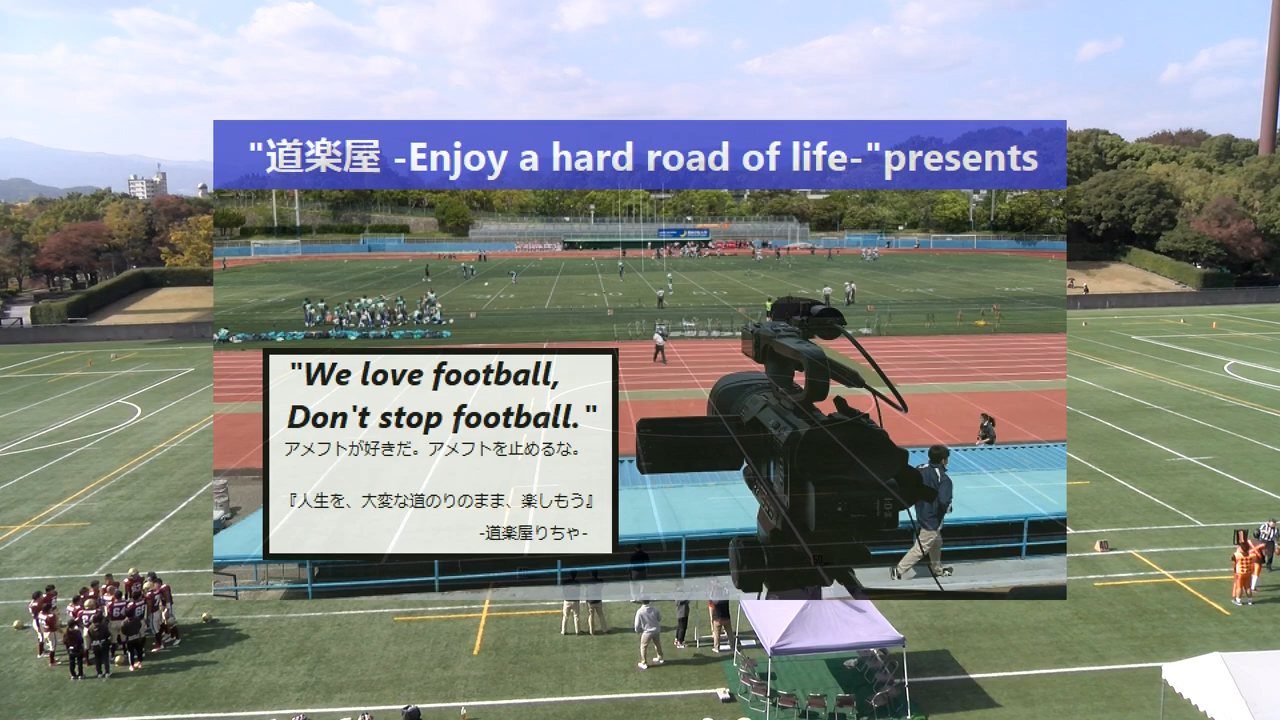 "道楽屋 -Enjoy a hard road of life-"presents
"We love football,
Don't stop football."
アメフトが好きだ。アメフトを止めるな。
『人生を、大変な道のりのまま、楽しもう』
-道楽屋りちゃ-